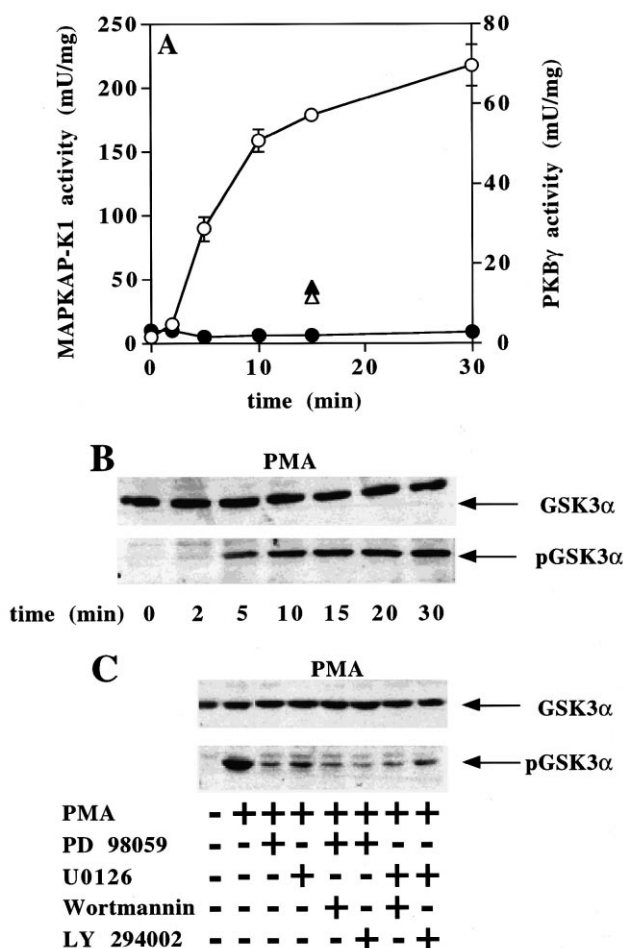 A
MAPKAP-K1 activity (mU/mg)
250
200
150
100
50
0
80
60
40
20
0
PKBγ activity (mU/mg)
0 10 20 30
time (min)
B
PMA
GSK3α
pGSK3α
time (min) 0 2 5 10 15 20 30
C
PMA
GSK3α
pGSK3α
PMA - + + + + + + +
PD 98059 - - + - + + - -
U0126 - - - + - - + +
Wortmannin - - - - + - + -
LY 294002 - - - - - + - +